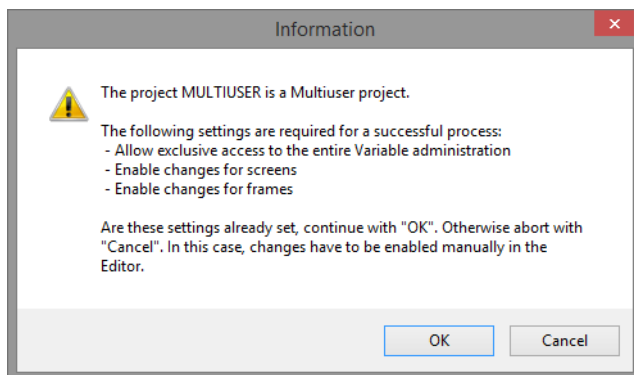 Information
The project MULTIUSER is a Multiuser project.
The following settings are required for a successful process:
- Allow exclusive access to the entire Variable administration
- Enable changes for screens
- Enable changes for frames
Are these settings already set, continue with "OK". Otherwise abort with
"Cancel". In this case, changes have to be enabled manually in the
Editor.
OK
Cancel